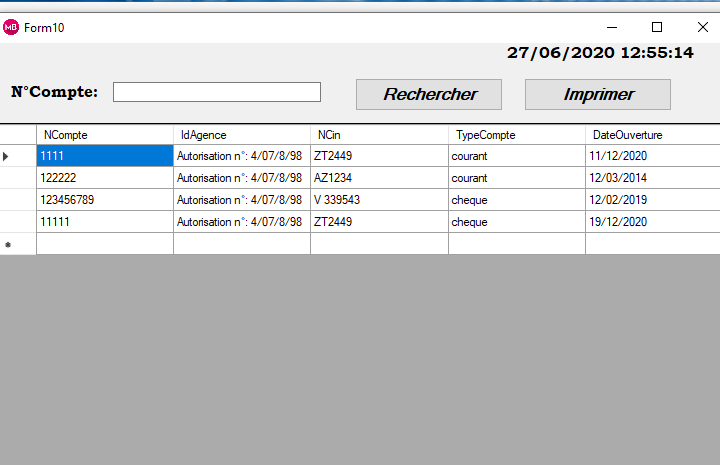 MB Form10
27/06/2020 12:55:14
N°Compte: Rechercher Imprimer
NCompte IdAgence NCin TypeCompte DateOuverture
1111 Autorisation n°: 4/07/8/98 ZT2449 courant 11/12/2020
122222 Autorisation n°: 4/07/8/98 AZ1234 courant 12/03/2014
123456789 Autorisation n°: 4/07/8/98 V 339543 cheque 12/02/2019
11111 Autorisation n°: 4/07/8/98 ZT2449 cheque 19/12/2020